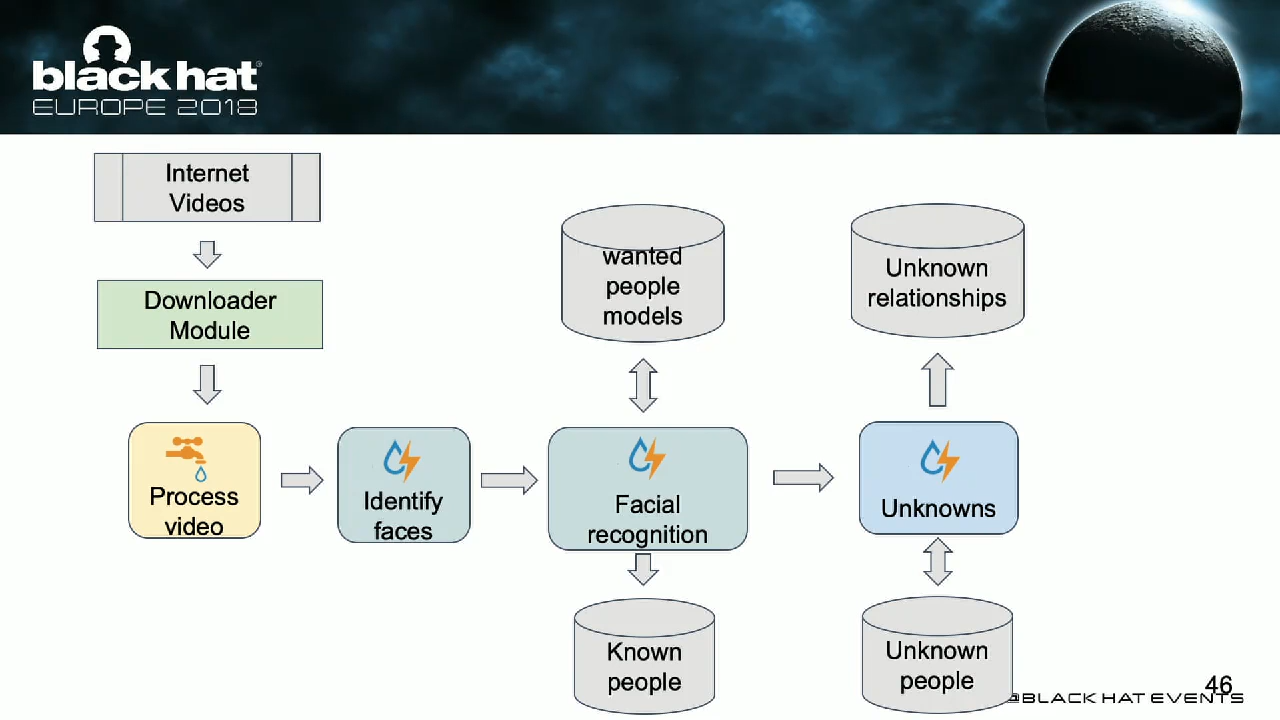 black hat
EUROPE 2018
Internet
Videos
Downloader
Module
Process
video
Identify
faces
wanted
people
models
Facial
recognition
Known
people
Unknown
relationships
Unknowns
Unknown
people
46
@BLACK HAT EVENTS